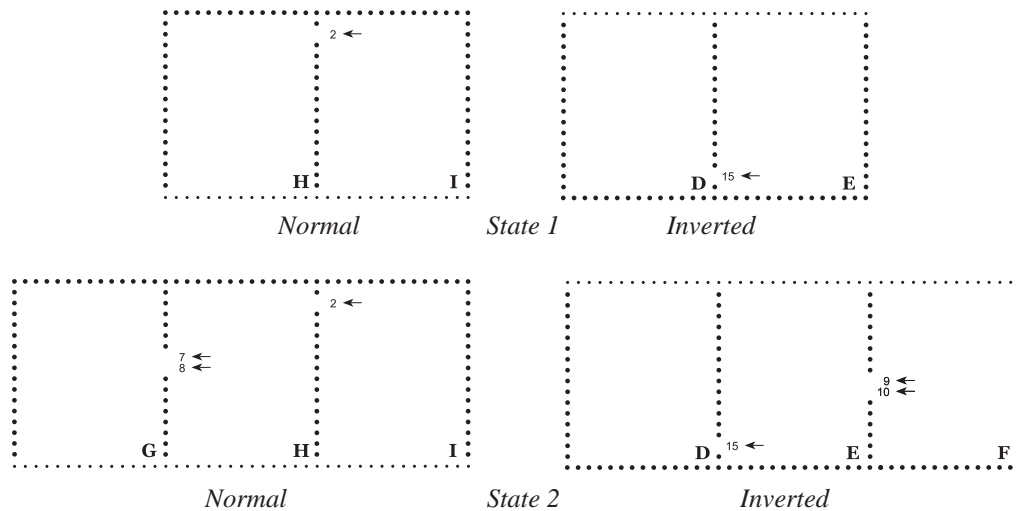 2 ←
H I D 15 ← E
Normal State 1 Inverted
2 ←
7 ←
8 ←
9 ←
10 ←
G H I D 15 ← E F
Normal State 2 Inverted